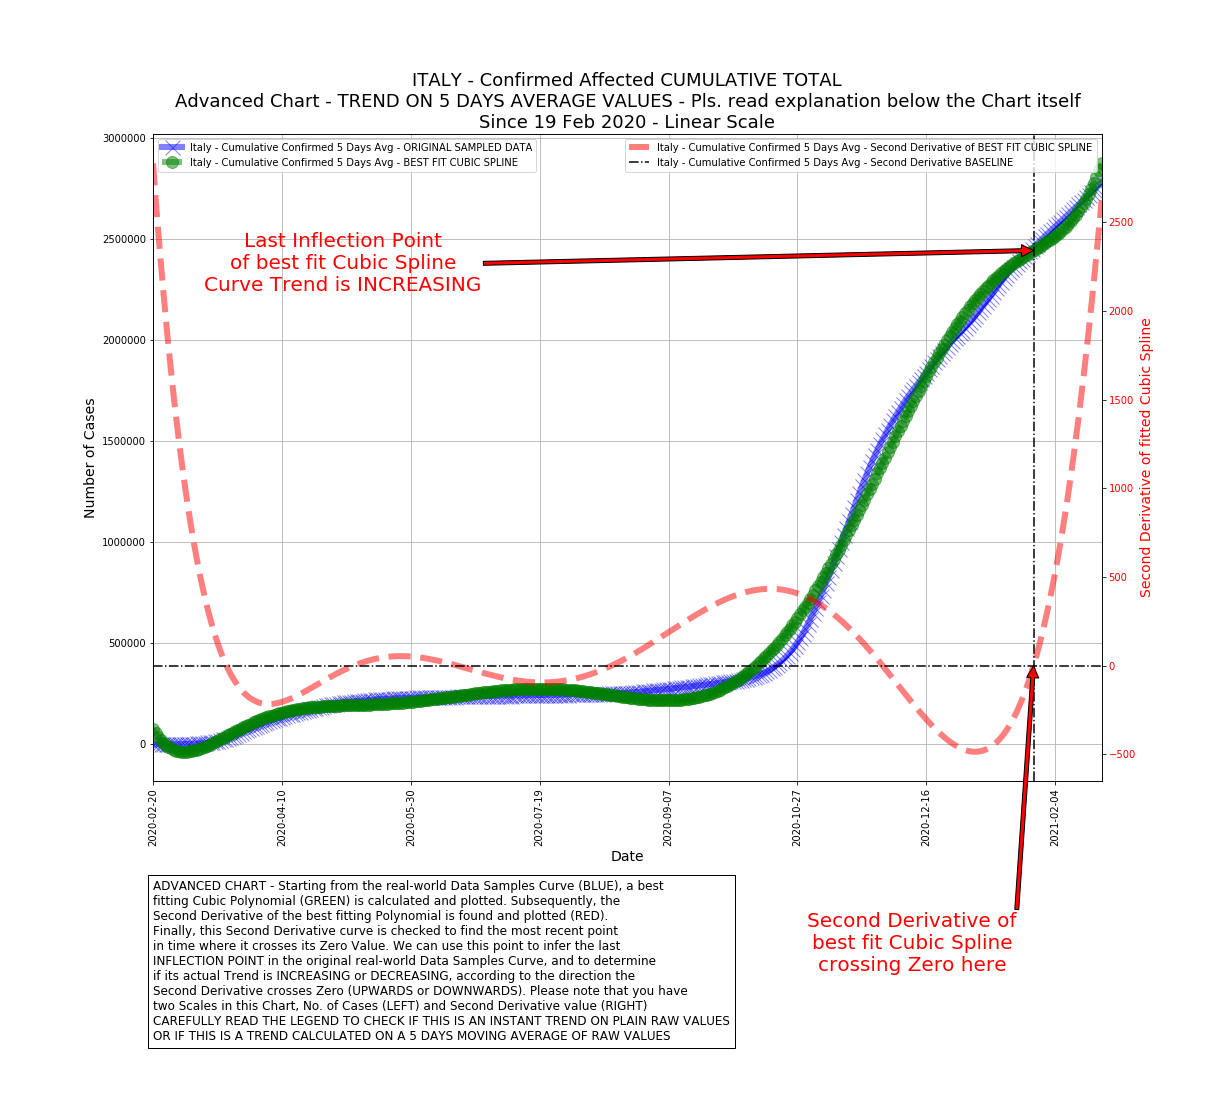 ITALY - Confirmed Affected CUMULATIVE TOTAL
Advanced Chart - TREND ON 5 DAYS AVERAGE VALUES - Pls. read explanation below the Chart itself
Since 19 Feb 2020 - Linear Scale
Italy - Cumulative Confirmed 5 Days Avg - ORIGINAL SAMPLED DATA
Italy - Cumulative Confirmed 5 Days Avg - BEST FIT CUBIC SPLINE
Italy - Cumulative Confirmed 5 Days Avg - Second Derivative of BEST FIT CUBIC SPLINE
Italy - Cumulative Confirmed 5 Days Avg - Second Derivative BASELINE
Last Inflection Point
of best fit Cubic Spline
Curve Trend is INCREASING
Number of Cases
3000000
2500000
2000000
1500000
1000000
500000
0
2500
2000
1500
1000
500
0
−500
Second Derivative of fitted Cubic Spline
2020-02-20
2020-04-10
2020-05-30
2020-07-19
2020-09-07
2020-10-27
2020-12-16
2021-02-04
Date
ADVANCED CHART - Starting from the real-world Data Samples Curve (BLUE), a best
fitting Cubic Polynomial (GREEN) is calculated and plotted. Subsequently, the
Second Derivative of the best fitting Polynomial is found and plotted (RED).
Finally, this Second Derivative curve is checked to find the most recent point
in time where it crosses its Zero Value. We can use this point to infer the last
INFLECTION POINT in the original real-world Data Samples Curve, and to determine
if its actual Trend is INCREASING or DECREASING, according to the direction the
Second Derivative crosses Zero (UPWARDS or DOWNWARDS). Please note that you have
two Scales in this Chart, No. of Cases (LEFT) and Second Derivative value (RIGHT)
CAREFULLY READ THE LEGEND TO CHECK IF THIS IS AN INSTANT TREND ON PLAIN RAW VALUES
OR IF THIS IS A TREND CALCULATED ON A 5 DAYS MOVING AVERAGE OF RAW VALUES
Second Derivative of
best fit Cubic Spline
crossing Zero here